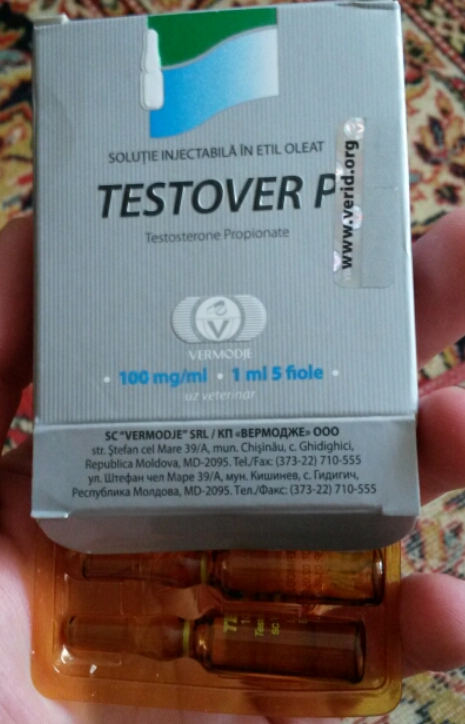 SOLUȚIE INJECTABILĂ ÎN ETIL OLEAT
TESTOVER P
www.verid.org
Testosterone Propionate
V
VERMODJE
• 100 mg/ml • 1 ml 5 fiole •
uz veterinar
SC "VERMODJE" SRL / КП «ВЕРМОДЖЕ» ООО
str. Ștefan cel Mare 39/A, mun. Chișinău, c. Ghidighici,
Republica Moldova, MD-2095. Tel./Fax: (373-22) 710-555
ул. Штефан чел Маре 39/A, мун. Кишинев, с. Гидигич,
Республика Молдова, MD-2095. Тел./Факс: (373-22) 710-555